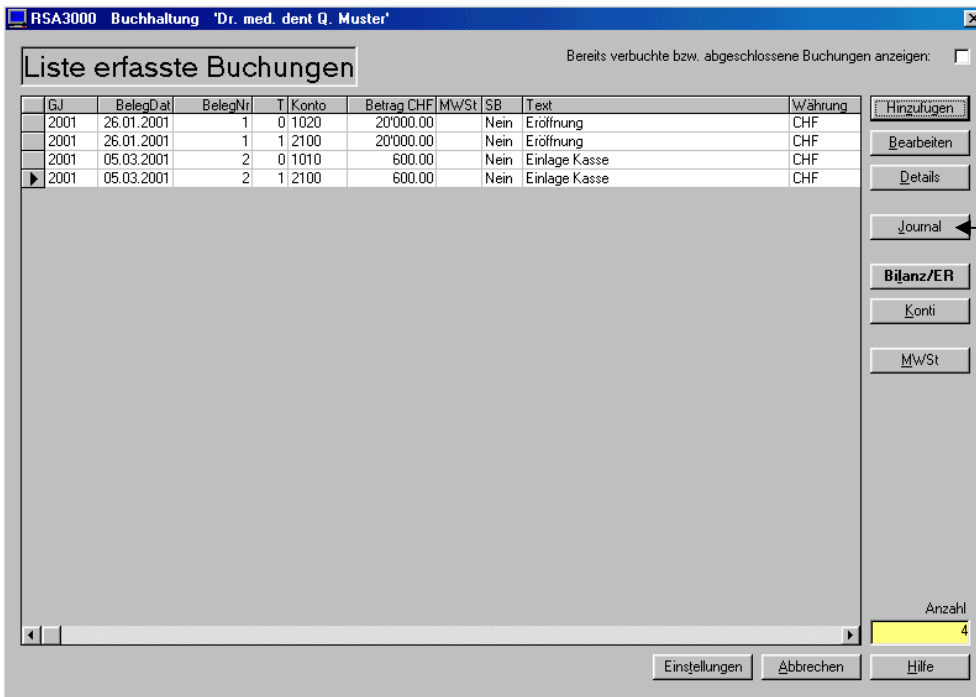 RSA3000 Buchhaltung 'Dr. med. dent Q. Muster'
Liste erfasste Buchungen
Bereits verbuchte bzw. abgeschlossene Buchungen anzeigen:
GJ BelegDat BelegNr T Konto Betrag CHF MWSt SB Text Währung
2001 26.01.2001 1 0 1020 20'000.00 Nein Eröffnung CHF
2001 26.01.2001 1 1 2100 20'000.00 Nein Eröffnung CHF
2001 05.03.2001 2 0 1010 600.00 Nein Einlage Kasse CHF
2001 05.03.2001 2 1 2100 600.00 Nein Einlage Kasse CHF
Hinzufügen
Bearbeiten
Details
Journal
Bilanz/ER
Konti
MWSt
Anzahl
4
Einstellungen Abbrechen Hilfe